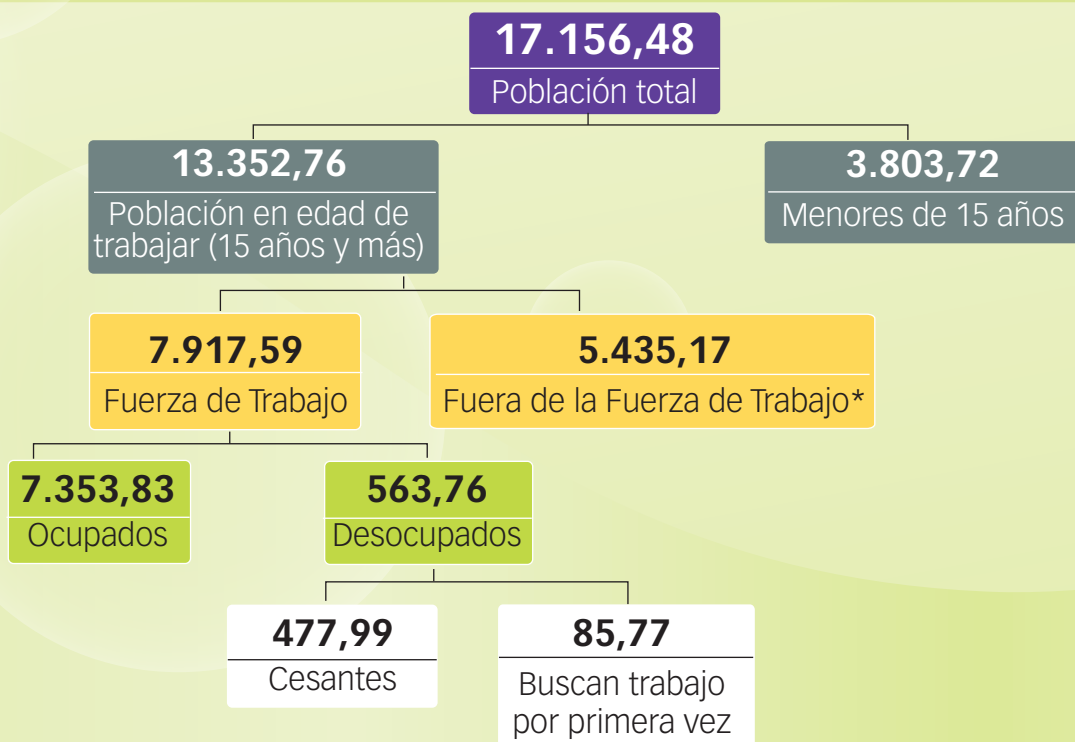 17.156,48
Población total
13.352,76
Población en edad de
trabajar (15 años y más)
3.803,72
Menores de 15 años
7.917,59
Fuerza de Trabajo
5.435,17
Fuera de la Fuerza de Trabajo*
7.353,83
Ocupados
563,76
Desocupados
477,99
Cesantes
85,77
Buscan trabajo
por primera vez